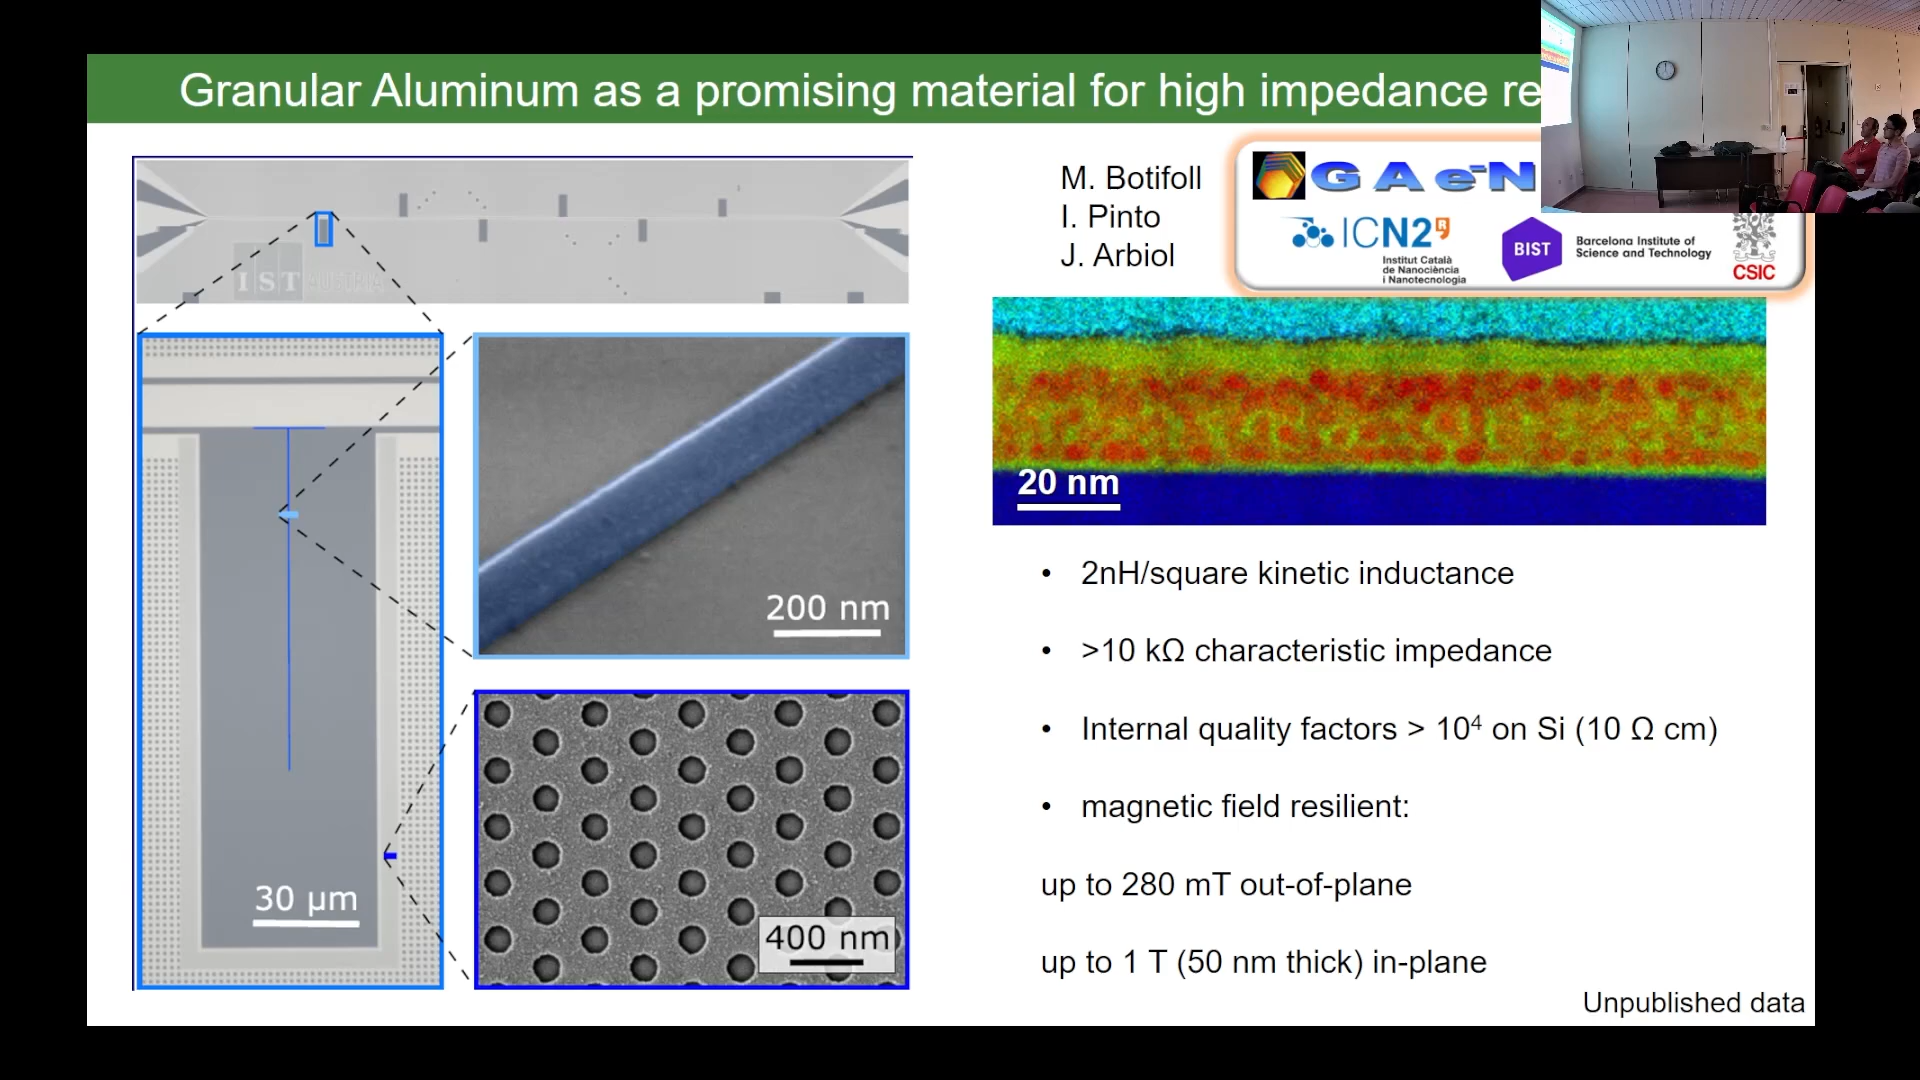 Granular Aluminum as a promising material for high impedance re
M. Botifoll
I. Pinto
J. Arbiol
GAe-N
ICN2R
Institut Català
de Nanociència
i Nanotecnologia
BIST
Barcelona Institute of
Science and Technology
CSIC
IST AUSTRIA
30 μm
200 nm
400 nm
20 nm
• 2nH/square kinetic inductance
• >10 kΩ characteristic impedance
• Internal quality factors > 10⁴ on Si (10 Ω cm)
• magnetic field resilient:
up to 280 mT out-of-plane
up to 1 T (50 nm thick) in-plane
Unpublished data